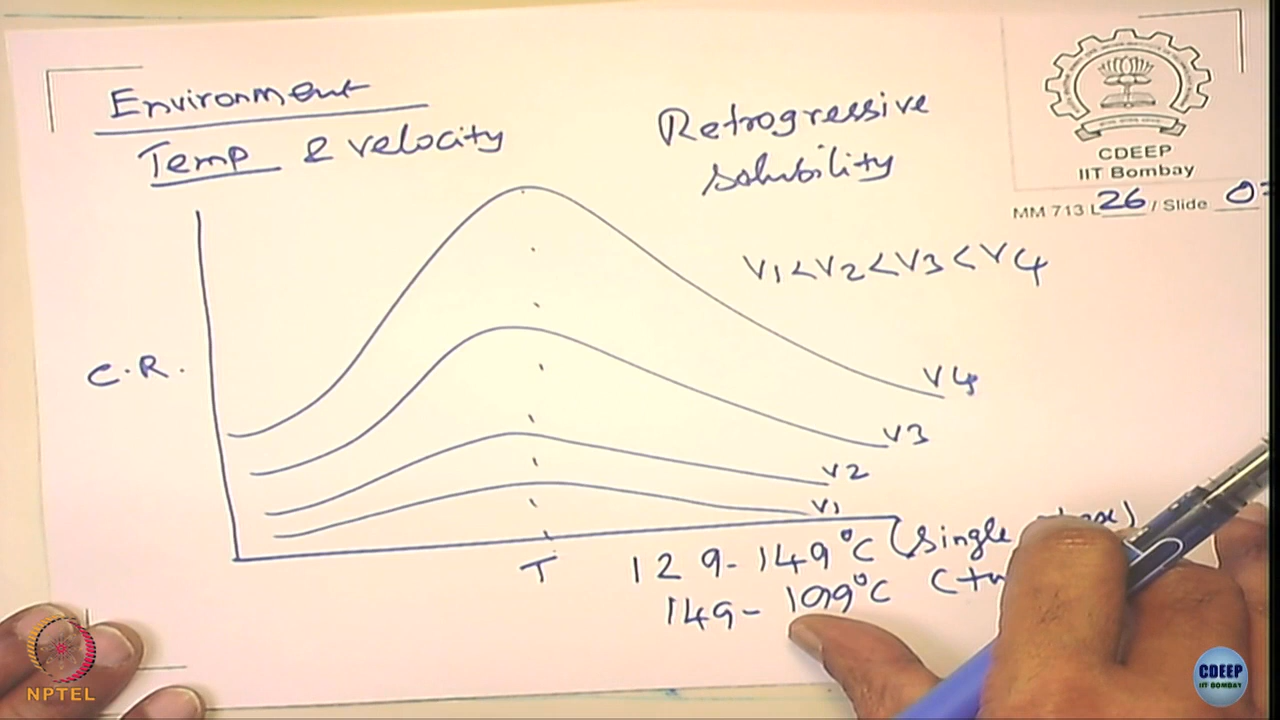 Environment
Temp & velocity
Retrogressive
solubility
CDEEP
IIT Bombay
MM 713 L 26 / Slide
V1 < V2 < V3 < V4
C.R.
V4
V3
V2
V1
T
129-149°C (single
149-
NPTEL
CDEEP
IIT BOMBAY